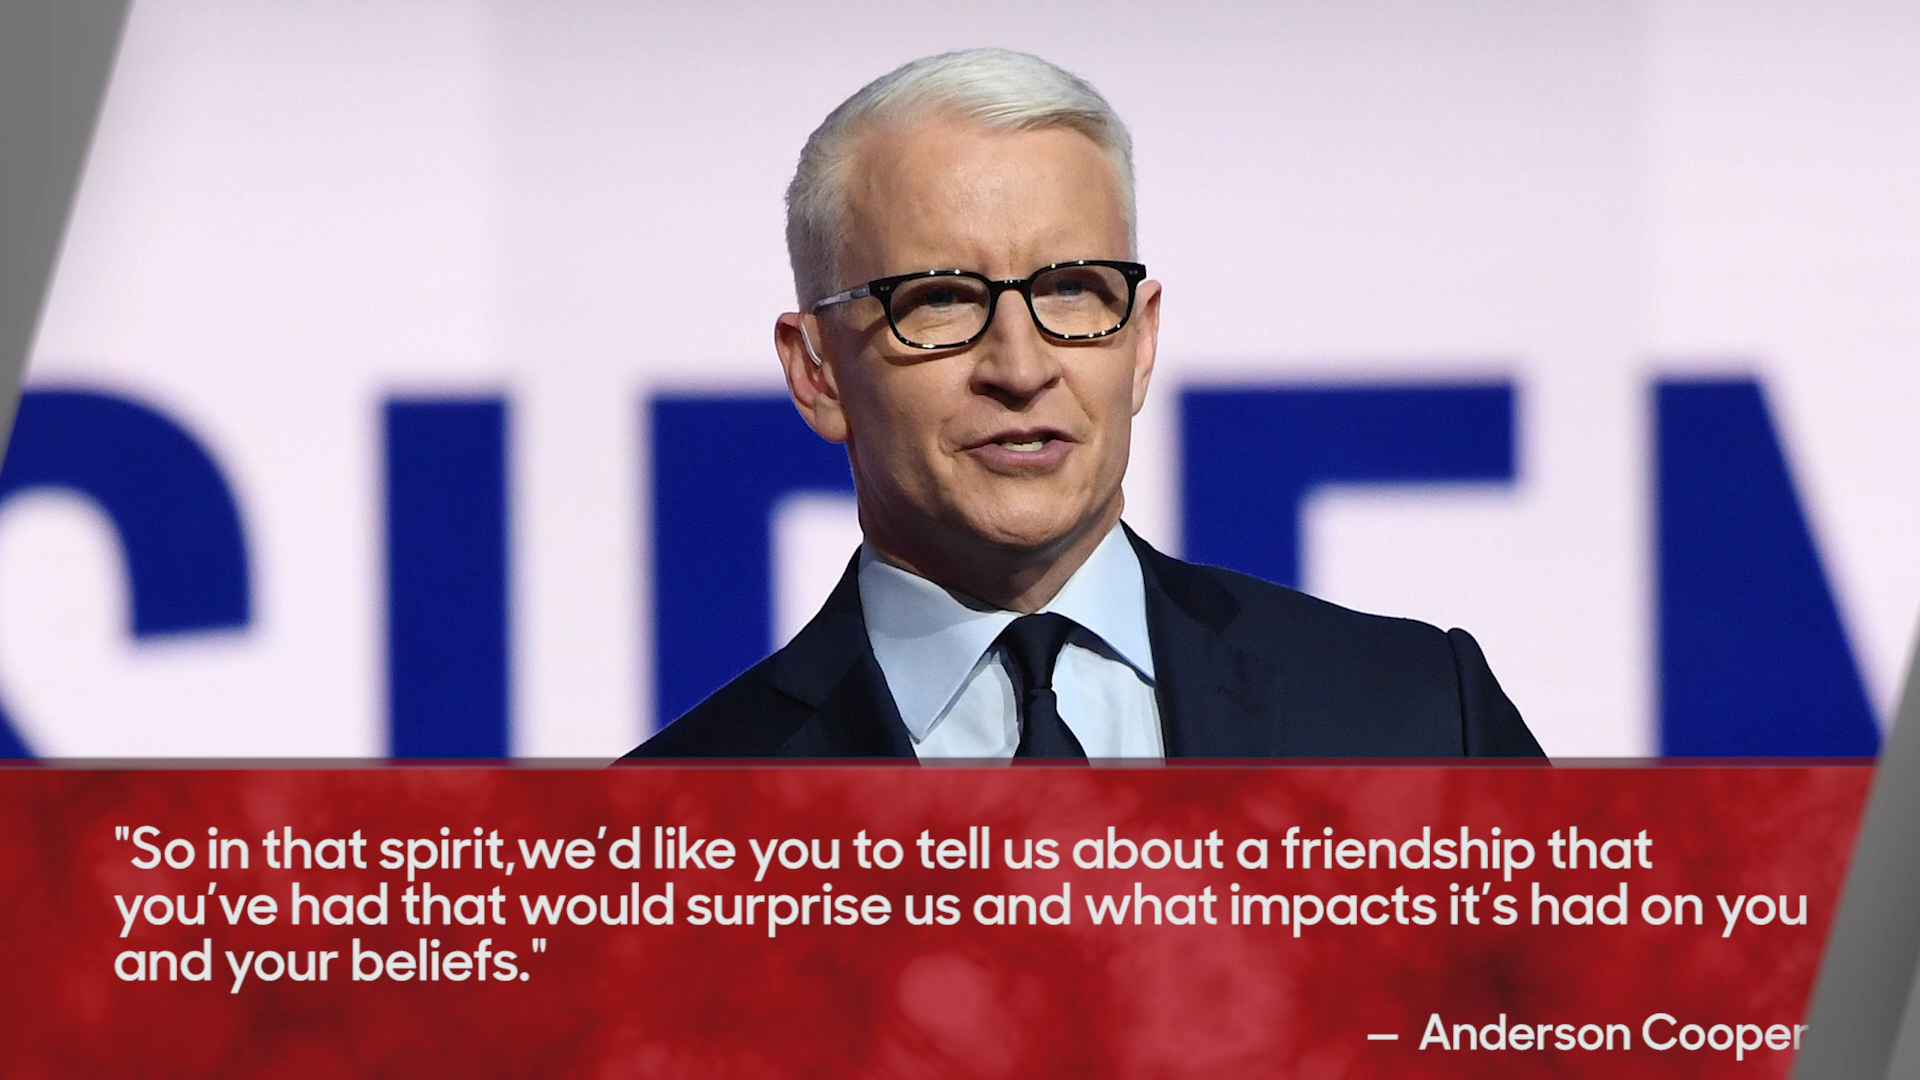 SIDEN
"So in that spirit,we’d like you to tell us about a friendship that
you’ve had that would surprise us and what impacts it’s had on you
and your beliefs."
— Anderson Cooper